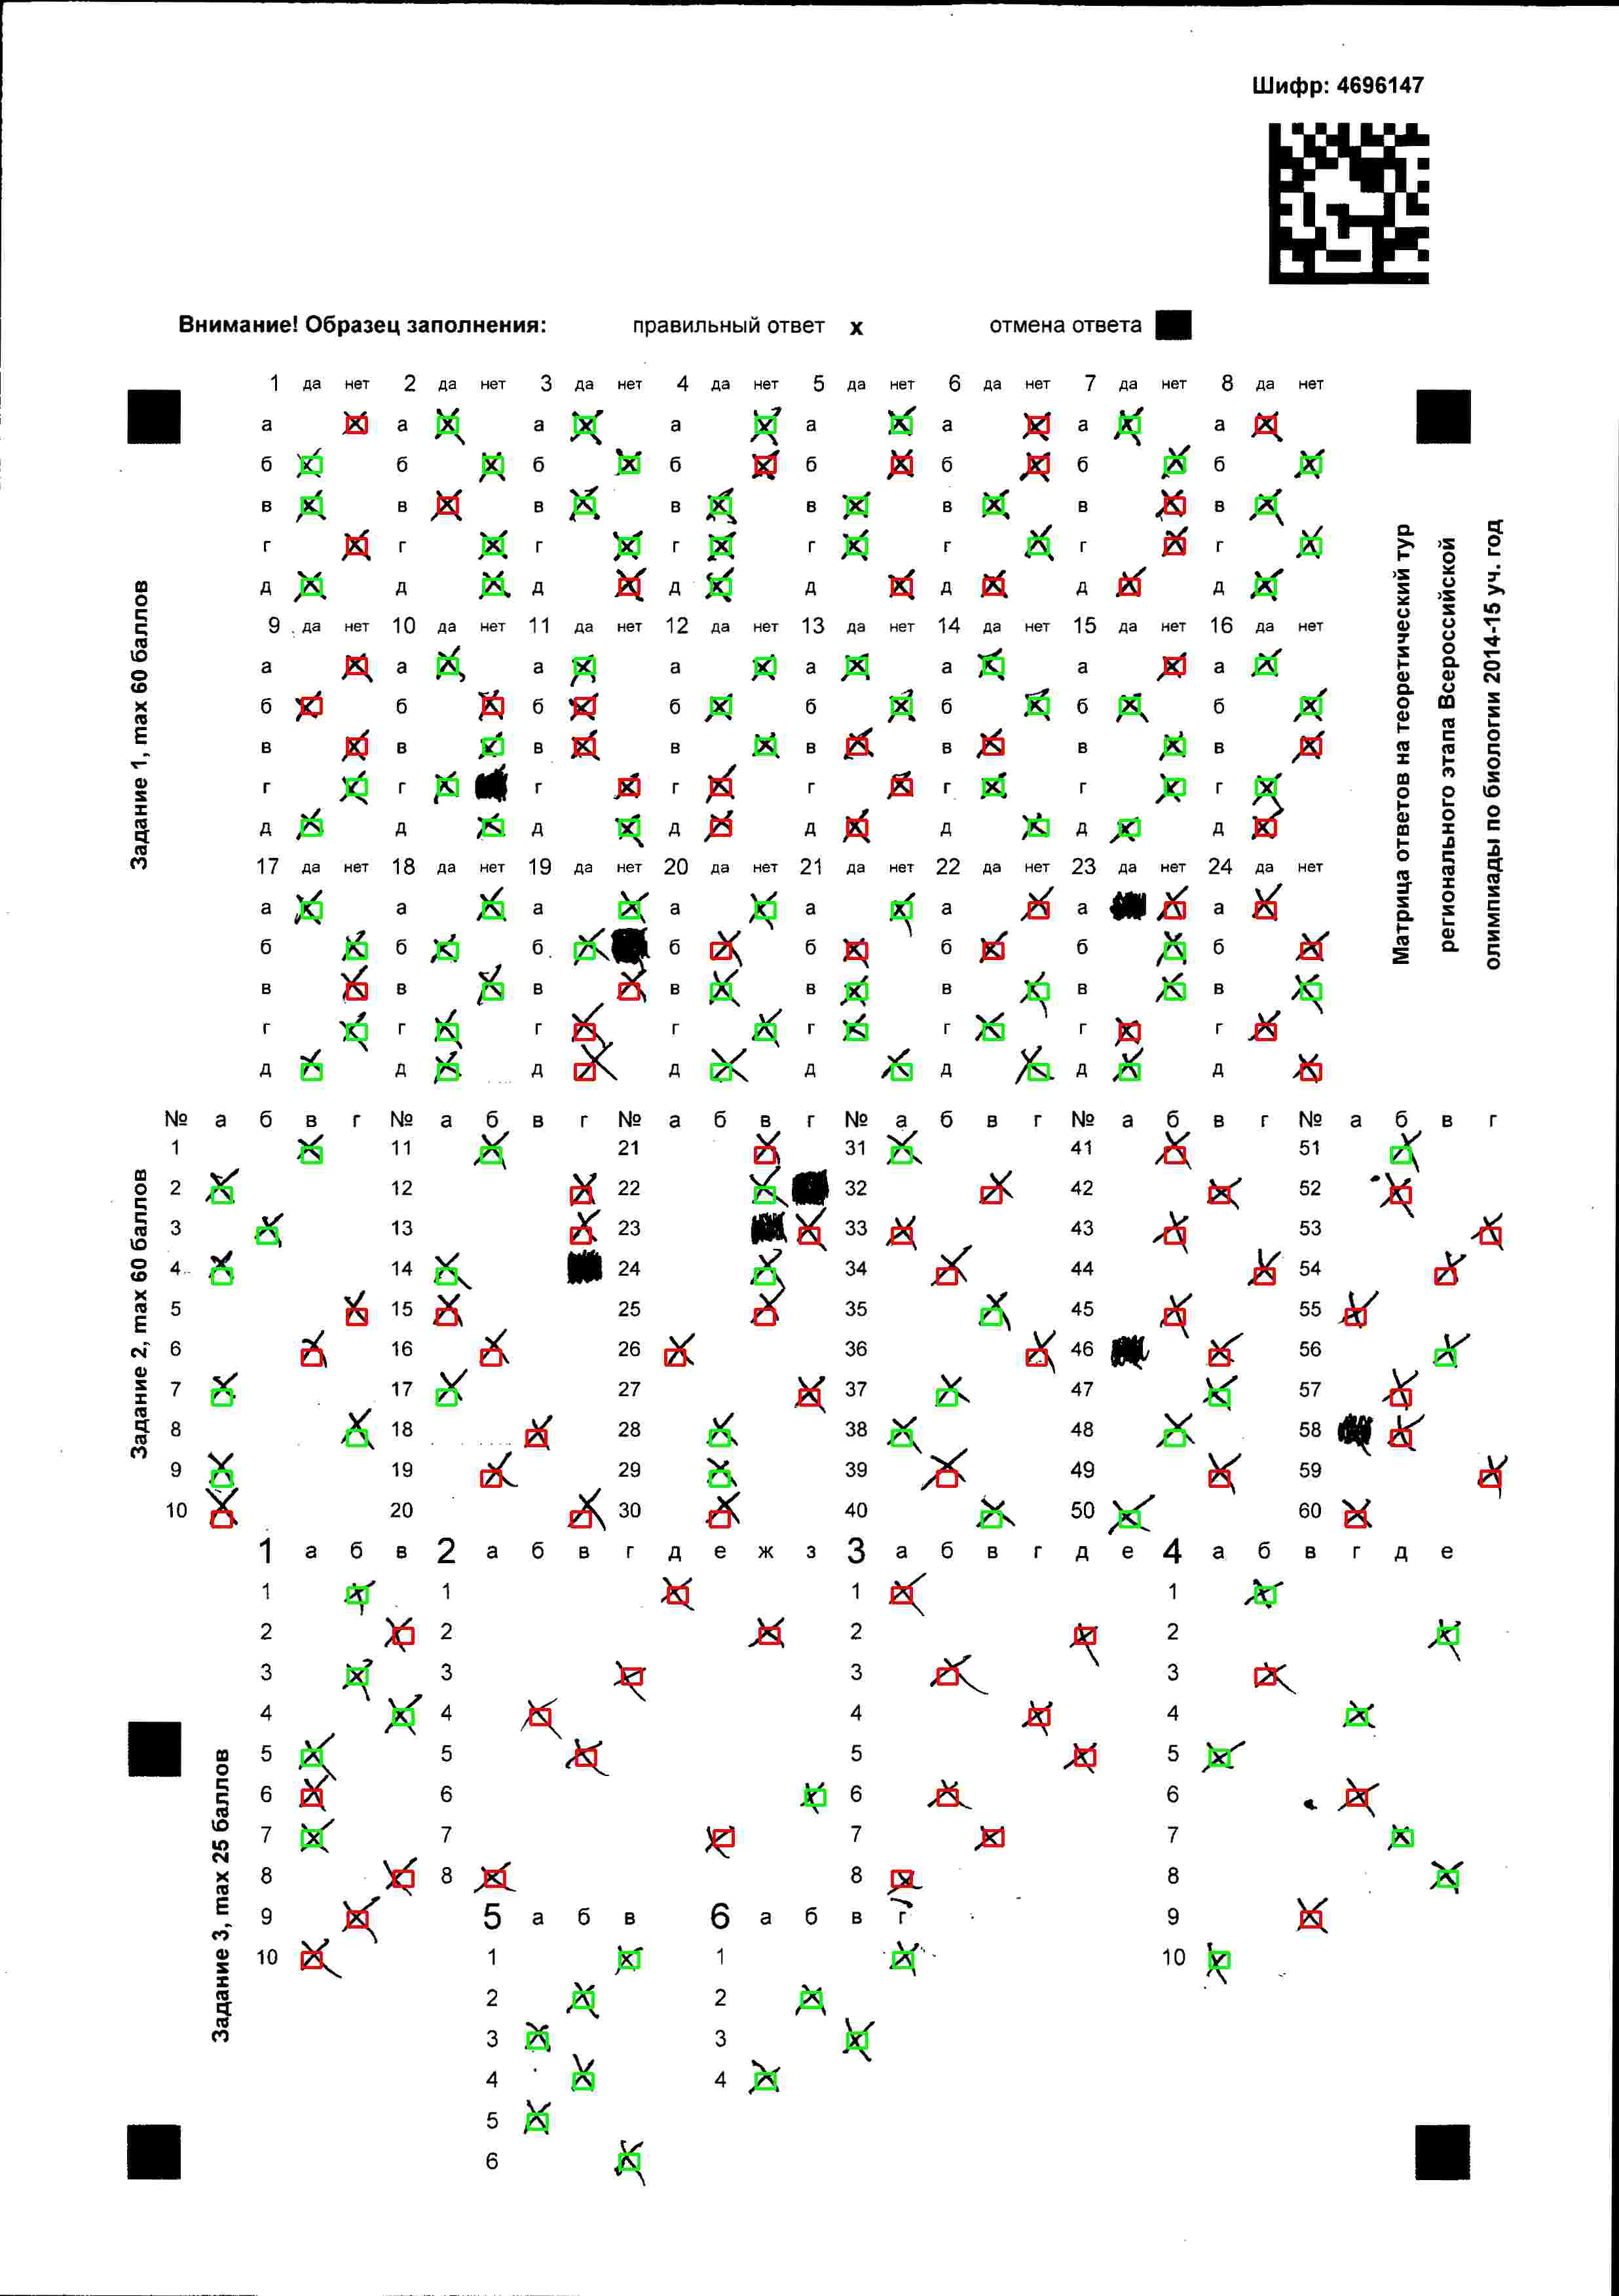 Шифр: 4696147
Внимание! Образец заполнения: правильный ответ x отмена ответа
1 да нет 2 да нет 3 да нет 4 да нет 5 да нет 6 да нет 7 да нет 8 да нет
а а а а а а а а
б б б б б б б б
в в в в в в в в
г г г г г г г г
д д д д д д д д
9 да нет 10 да нет 11 да нет 12 да нет 13 да нет 14 да нет 15 да нет 16 да нет
а а а а а а а а
б б б б б б б б
в в в в в в в в
г г г г г г г г
д д д д д д д д
17 да нет 18 да нет 19 да нет 20 да нет 21 да нет 22 да нет 23 да нет 24 да нет
а а а а а а а а
б б б б б б б б
в в в в в в в в
г г г г г г г г
д д д д д д д д
Задание 1, max 60 баллов
Матрица ответов на теоретический тур
регионального этапа Всероссийской
олимпиады по биологии 2014-15 уч. год
№ а б в г № а б в г № а б в г № а б в г № а б в г № а б в г
1 11 21 31 41 51
2 12 22 32 42 52
3 13 23 33 43 53
4 14 24 34 44 54
5 15 25 35 45 55
6 16 26 36 46 56
7 17 27 37 47 57
8 18 28 38 48 58
9 19 29 39 49 59
10 20 30 40 50 60
Задание 2, max 60 баллов
1 а б в 2 а б в г д е ж з 3 а б в г д е 4 а б в г д е
1 1 1 1
2 2 2 2
3 3 3 3
4 4 4 4
5 5 5 5
6 6 6 6
7 7 7 7
8 8 8 8
9 5 а б в 6 а б в г 9
10 1 1 10
2 2
3 3
4 4
5
6
Задание 3, max 25 баллов